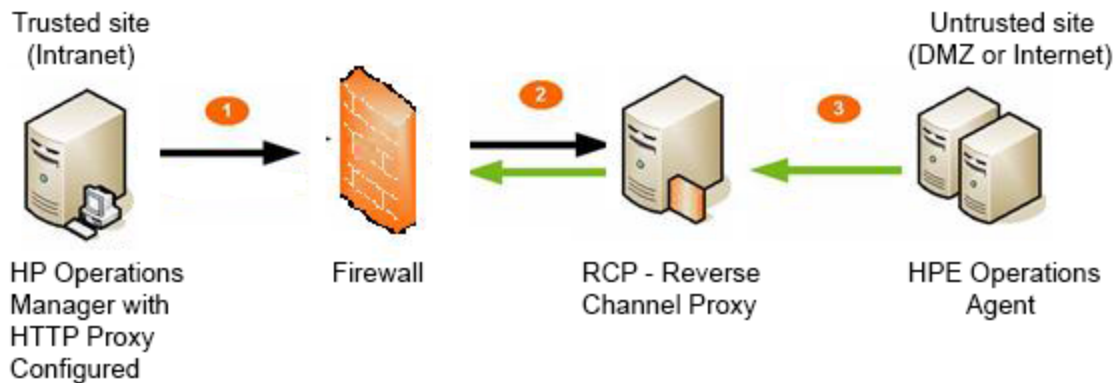 Trusted site
(Intranet)
Untrusted site
(DMZ or Internet)
1
2
3
HP Operations
Manager with
HTTP Proxy
Configured
Firewall
RCP - Reverse
Channel Proxy
HPE Operations
Agent